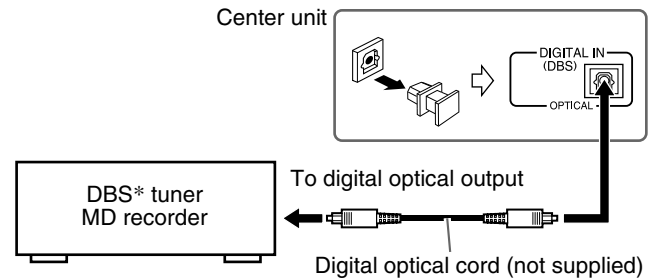 Center unit
DIGITAL IN
(DBS)
OPTICAL
To digital optical output
DBS* tuner
MD recorder
Digital optical cord (not supplied)